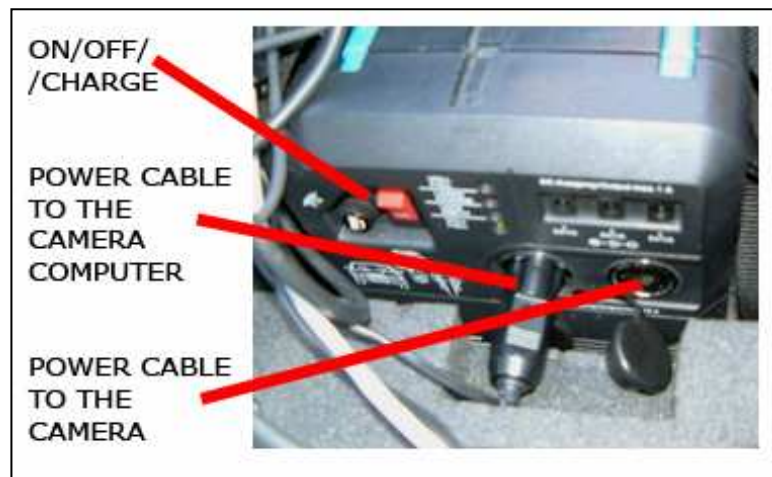 ON/OFF/
/CHARGE
POWER CABLE
TO THE
CAMERA
COMPUTER
POWER CABLE
TO THE
CAMERA